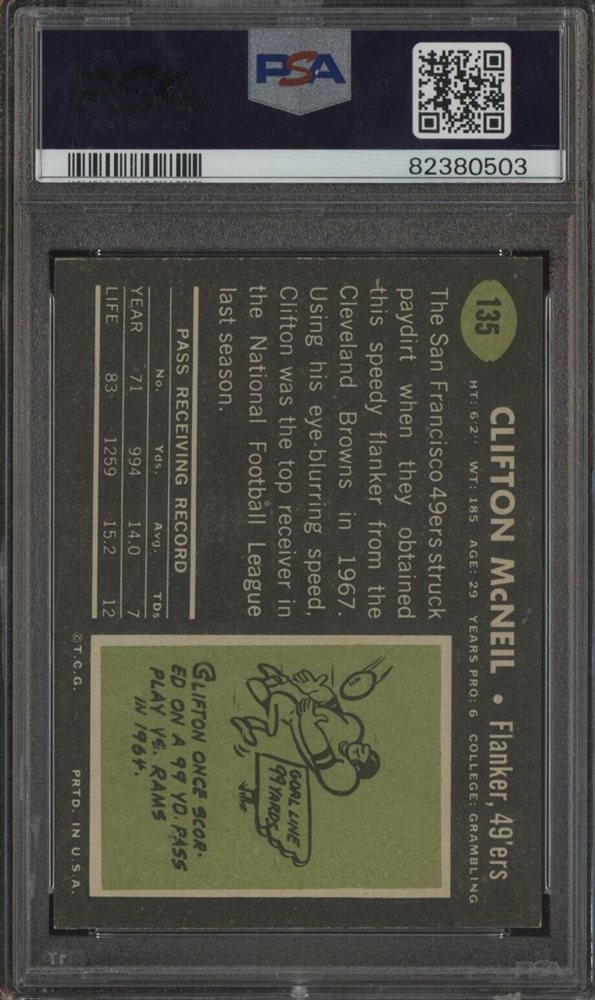 PSA
82380503
135
CLIFTON McNEIL • Flanker, 49'ers
HT: 6'2" WT: 185 AGE: 29 YEARS PRO: 6 COLLEGE: GRAMBLING
The San Francisco 49ers struck
paydirt when they obtained
this speedy flanker from the
Cleveland Browns in 1967.
Using his eye-blurring speed,
Clifton was the top receiver in
the National Football League
last season.
PASS RECEIVING RECORD
No. Yds. Avg. TDs
YEAR 71 994 14.0 7
LIFE 83 1259 15.2 12
GOAL LINE
99 YARDS
CLIFTON ONCE SCOR-
ED ON A 99 YD. PASS
PLAY VS. RAMS
IN 1964.
©T.C.G. PRTD. IN U.S.A.